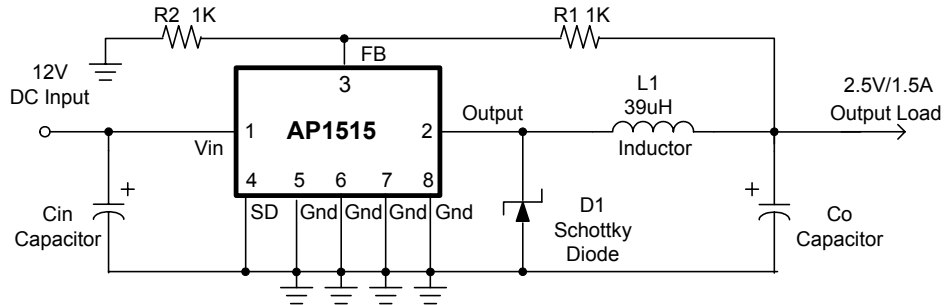 R2 1K
R1 1K
FB
3
12V
DC Input
L1
39uH
2.5V/1.5A
Output Load
Output
1
AP1515
2
Vin
Inductor
4
5
6
7
8
+
SD
Gnd
Gnd
Gnd
Gnd
+
Cin
Capacitor
D1
Schottky
Diode
Co
Capacitor